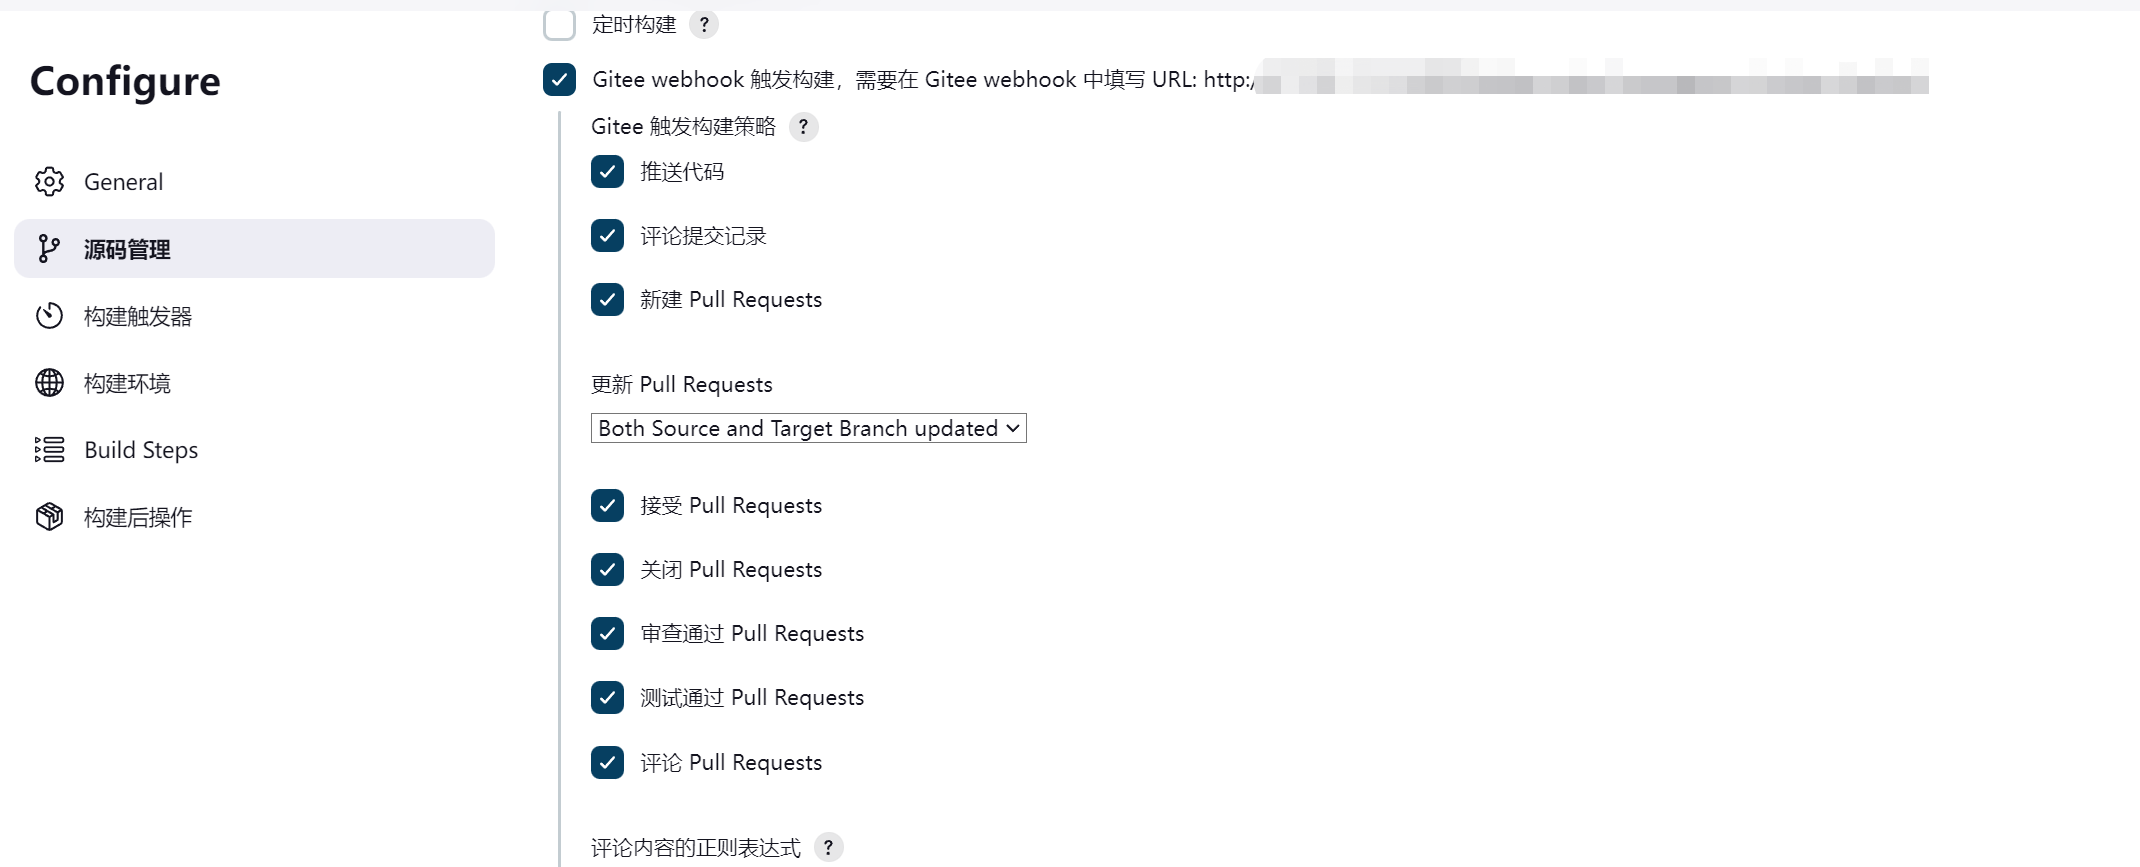 Configure
General
源码管理
构建触发器
构建环境
Build Steps
构建后操作
定时构建 ?
Gitee webhook 触发构建，需要在 Gitee webhook 中填写 URL: http:/
Gitee 触发构建策略 ?
推送代码
评论提交记录
新建 Pull Requests
更新 Pull Requests
Both Source and Target Branch updated
接受 Pull Requests
关闭 Pull Requests
审查通过 Pull Requests
测试通过 Pull Requests
评论 Pull Requests
评论内容的正则表达式 ?